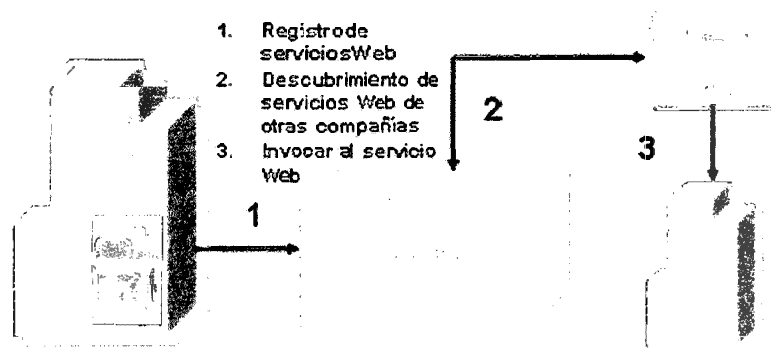 1. Registrode
serviciosWeb
2. Descubrimiento de
servicios Web de
otras compañías
3. Invocar al servicio
Web
2
3
1